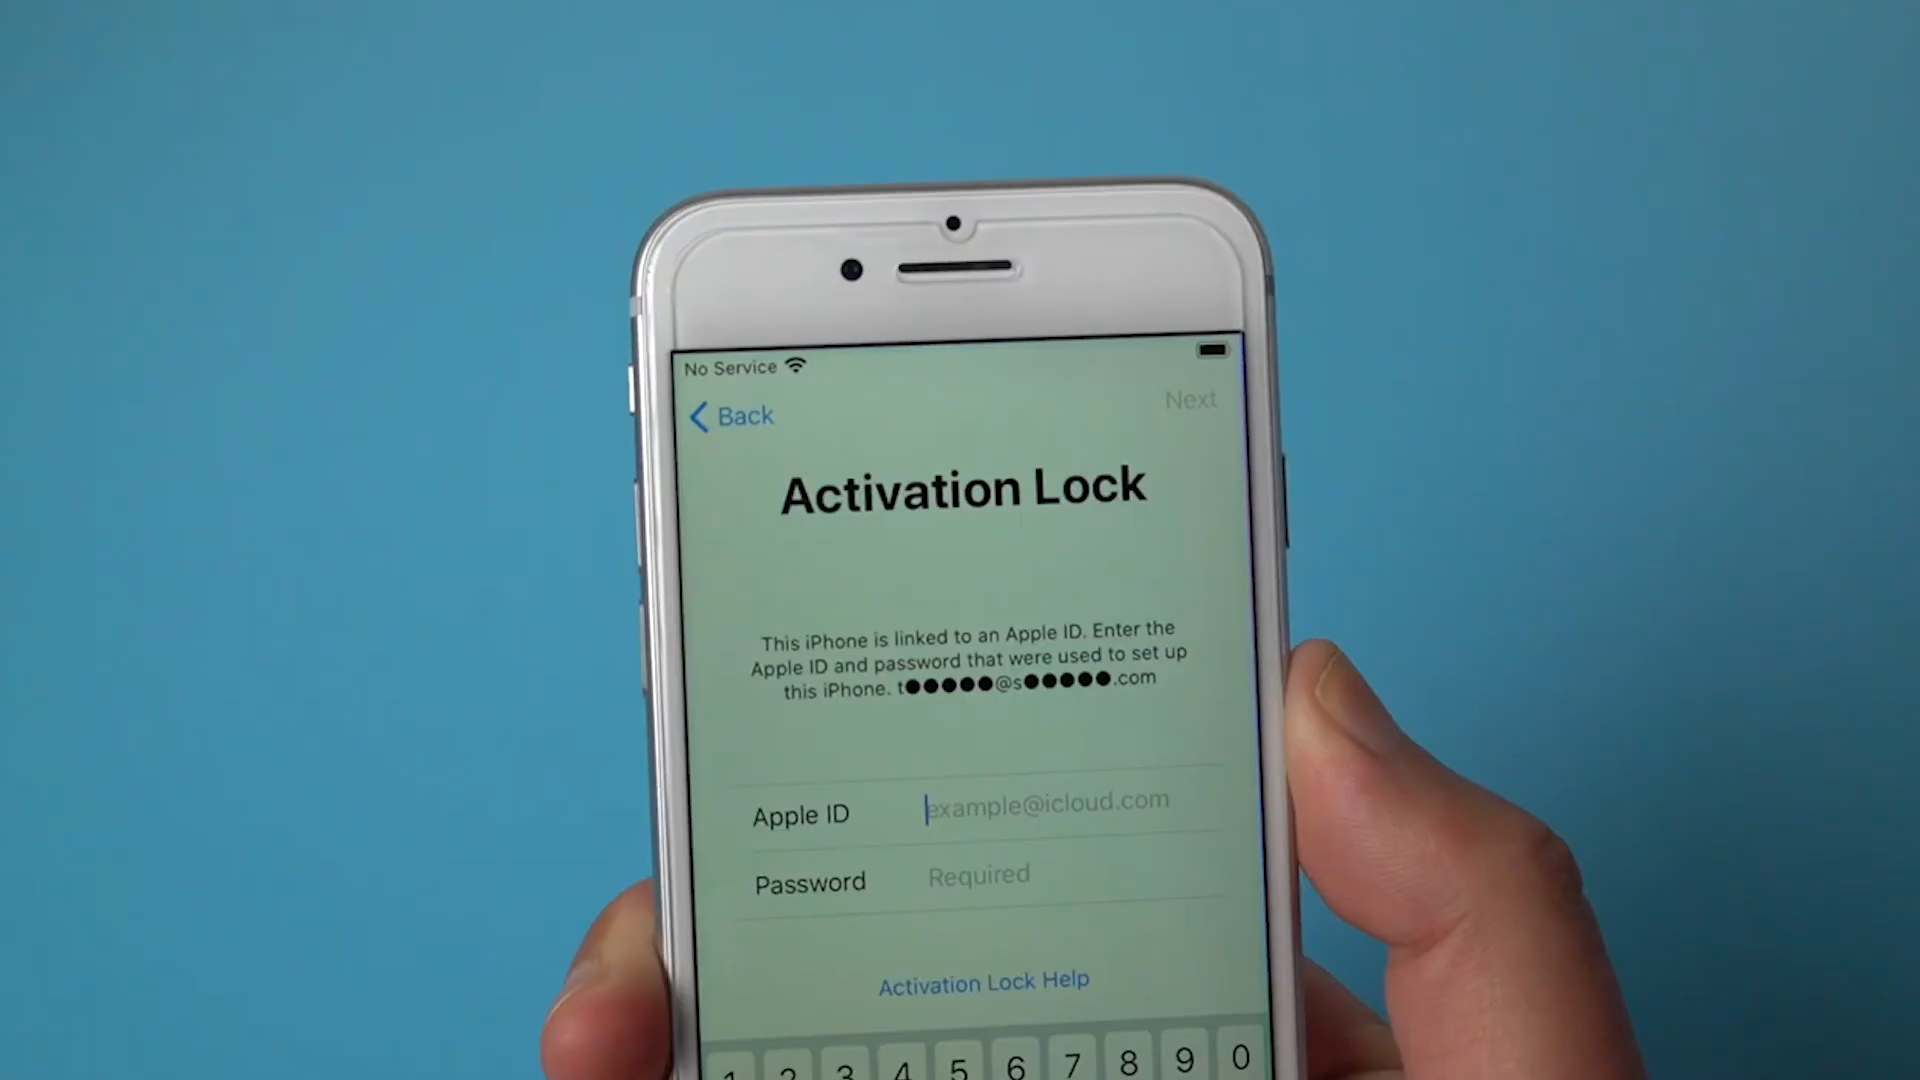 No Service
Back
Next
Activation Lock
This iPhone is linked to an Apple ID. Enter the
Apple ID and password that were used to set up
this iPhone. t●●●●●@s●●●●●.com
Apple ID example@icloud.com
Password Required
Activation Lock Help
1 2 3 4 5 6 7 8 9 0